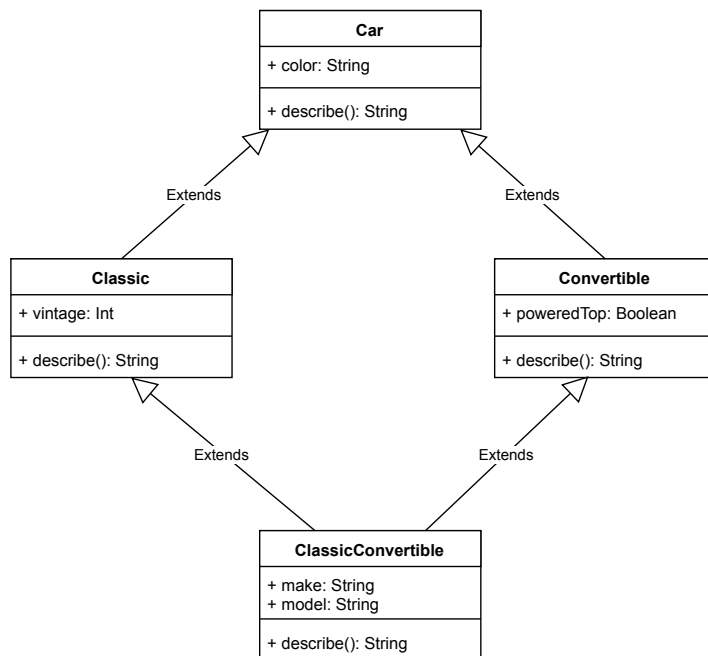 Car
+ color: String
+ describe(): String
Extends
Extends
Classic
+ vintage: Int
+ describe(): String
Convertible
+ poweredTop: Boolean
+ describe(): String
Extends
Extends
ClassicConvertible
+ make: String
+ model: String
+ describe(): String